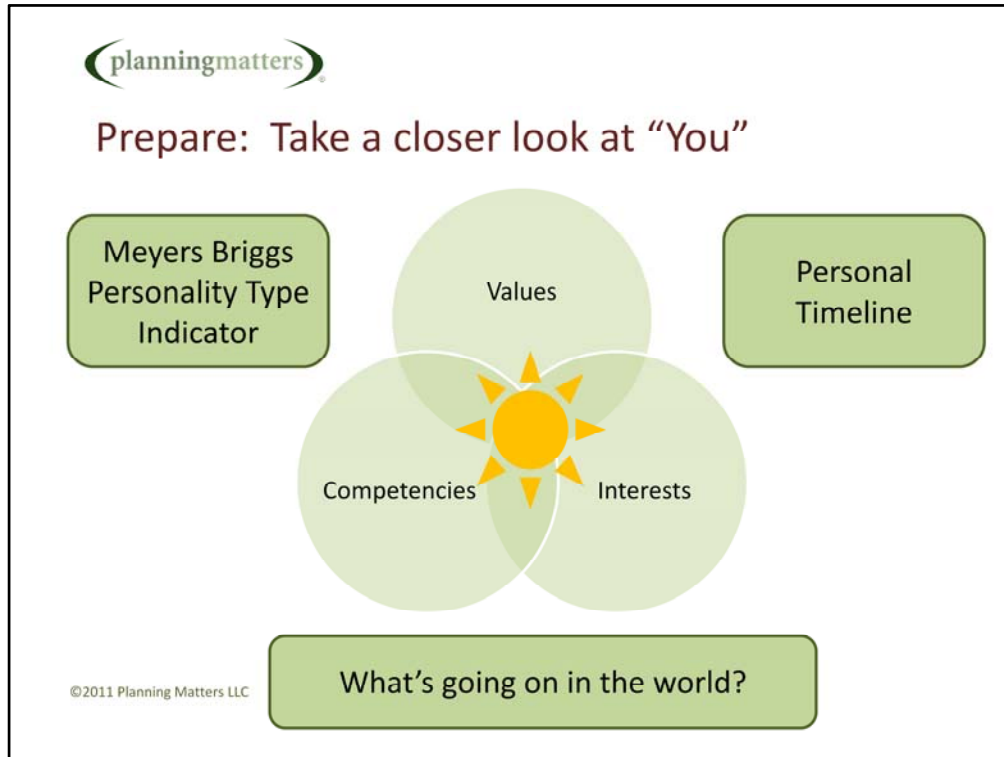 planningmatters®
Prepare: Take a closer look at “You”
Meyers Briggs
Personality Type
Indicator
Values
Personal
Timeline
Competencies
Interests
What’s going on in the world?
©2011 Planning Matters LLC